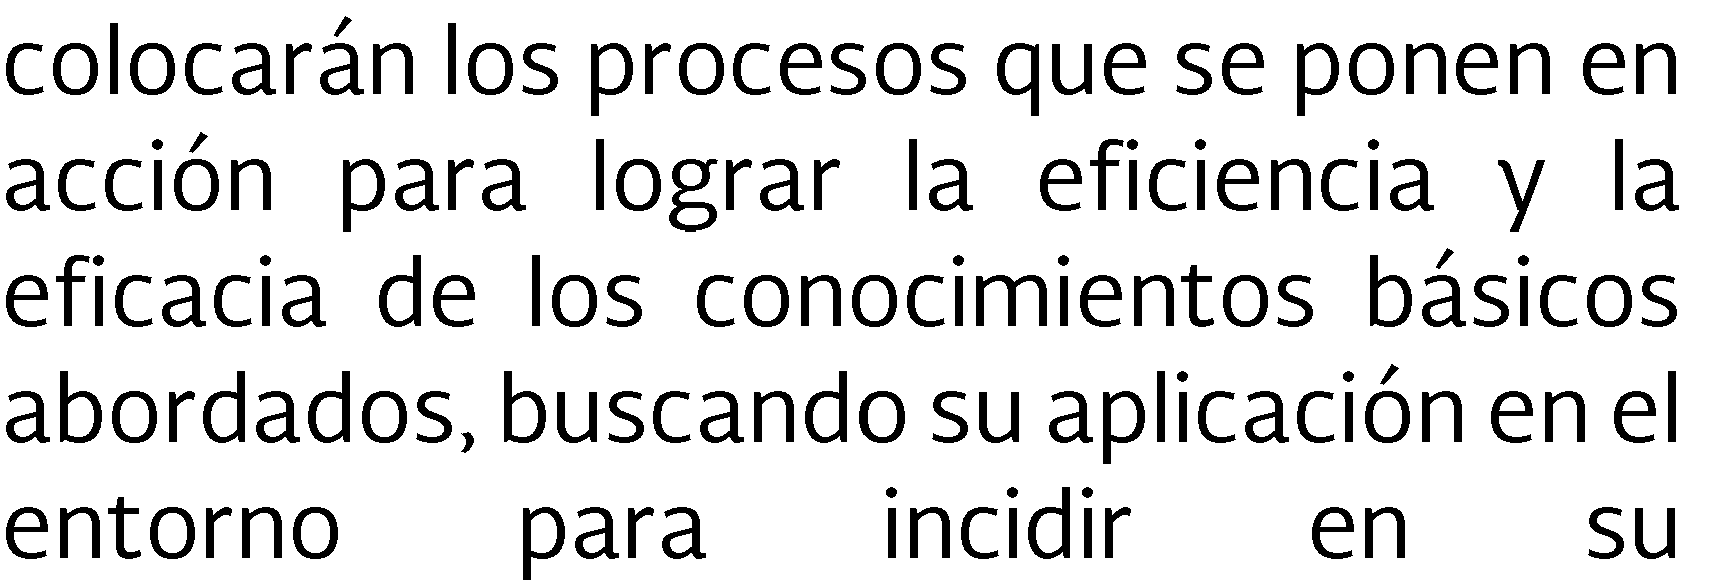 colocarán los procesos que se ponen en
acción para lograr la eficiencia y la
eficacia de los conocimientos básicos
abordados, buscando su aplicación en el
entorno para incidir en su